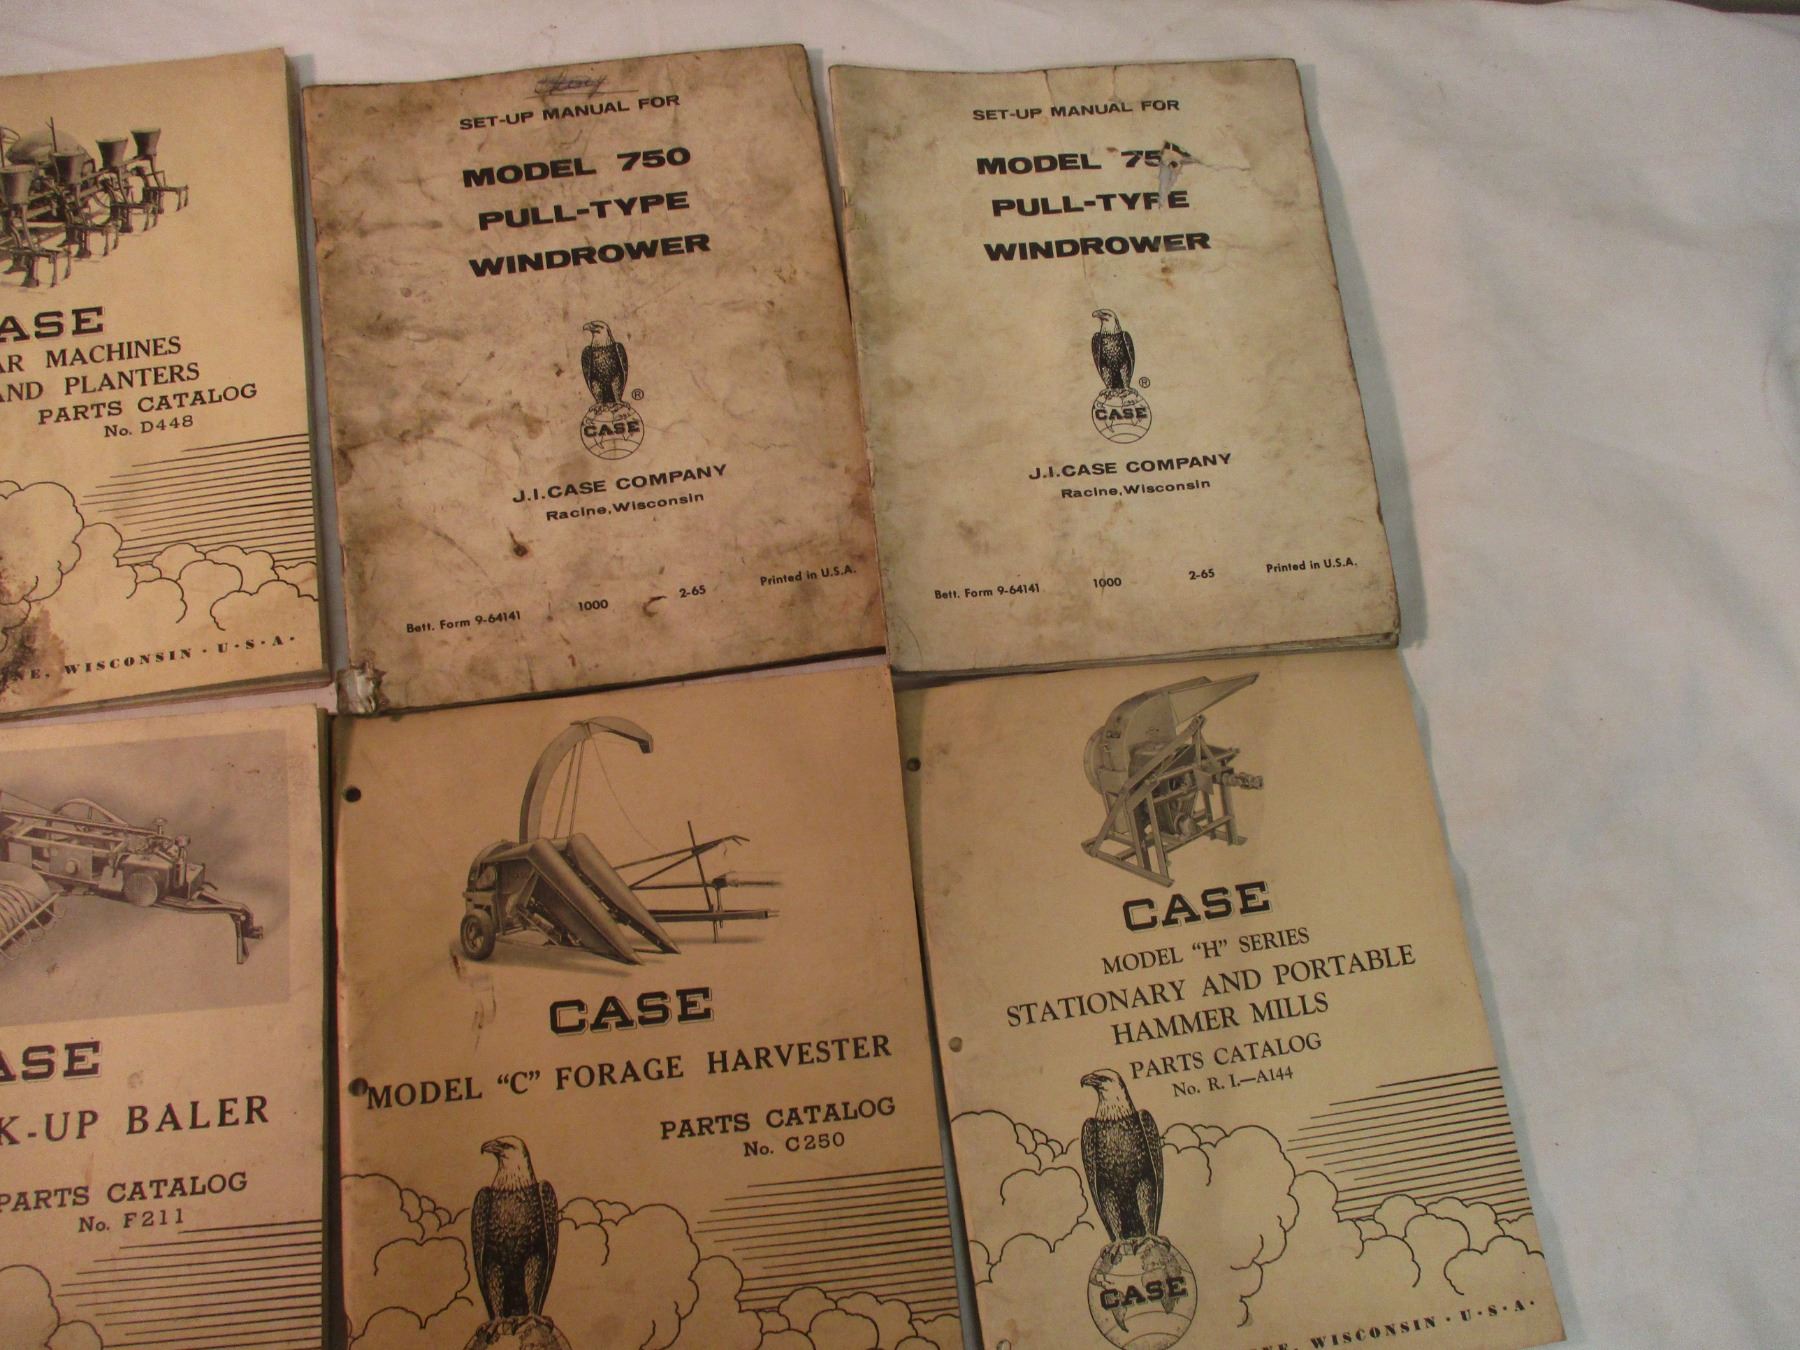 ASE
AR MACHINES
AND PLANTERS
PARTS CATALOG
No. D448
NE, WISCONSIN · U · S · A ·
SET-UP MANUAL FOR
MODEL 750
PULL-TYPE
WINDROWER
®
CASE
J.I.CASE COMPANY
Racine, Wisconsin
Bett. Form 9-64141 1000 2-65 Printed in U.S.A.
SET-UP MANUAL FOR
MODEL 75
PULL-TYPE
WINDROWER
®
CASE
J.I.CASE COMPANY
Racine, Wisconsin
Bett. Form 9-64141 1000 2-65 Printed in U.S.A.
ASE
K-UP BALER
PARTS CATALOG
No. F211
CASE
MODEL "C" FORAGE HARVESTER
PARTS CATALOG
No. C250
CASE
MODEL "H" SERIES
STATIONARY AND PORTABLE
HAMMER MILLS
PARTS CATALOG
No. R. I.—A144
CASE
NE, WISCONSIN · U · S · A ·